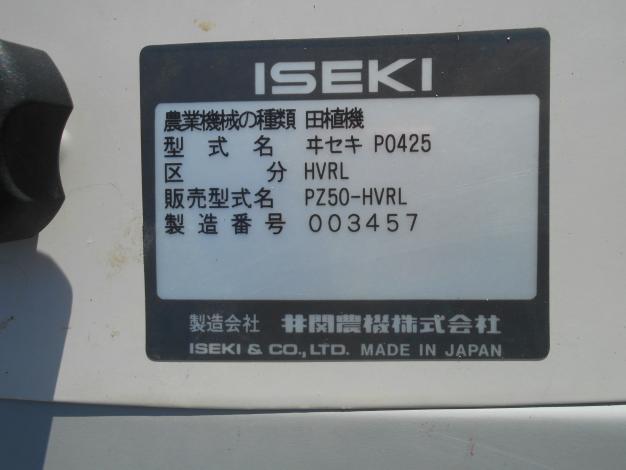 ISEKI
農業機械の種類 田植機
型式名 ヰセキ PO425
区分 HVRL
販売型式名 PZ50-HVRL
製造番号 003457
製造会社 井関農機株式会社
ISEKI & CO., LTD. MADE IN JAPAN